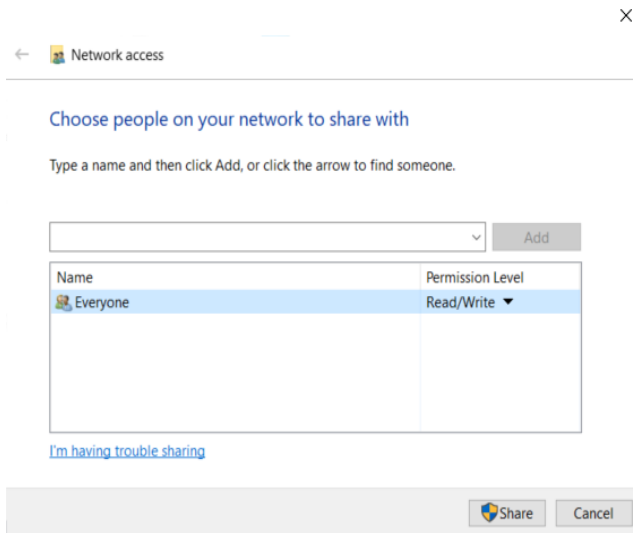 Network access
Choose people on your network to share with
Type a name and then click Add, or click the arrow to find someone.
Add
Name Permission Level
Everyone Read/Write
I'm having trouble sharing
Share Cancel